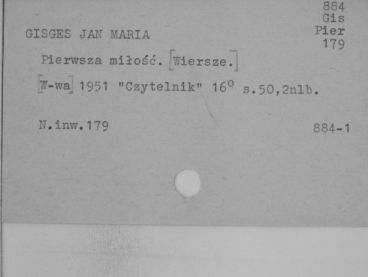 884
Gis
GISGES JAN MARIA Pier
179
Pierwsza miłość. [Wiersze.]
[W-wa] 1951 "Czytelnik" 16° s.50,2nlb.
N.inw.179 884-1